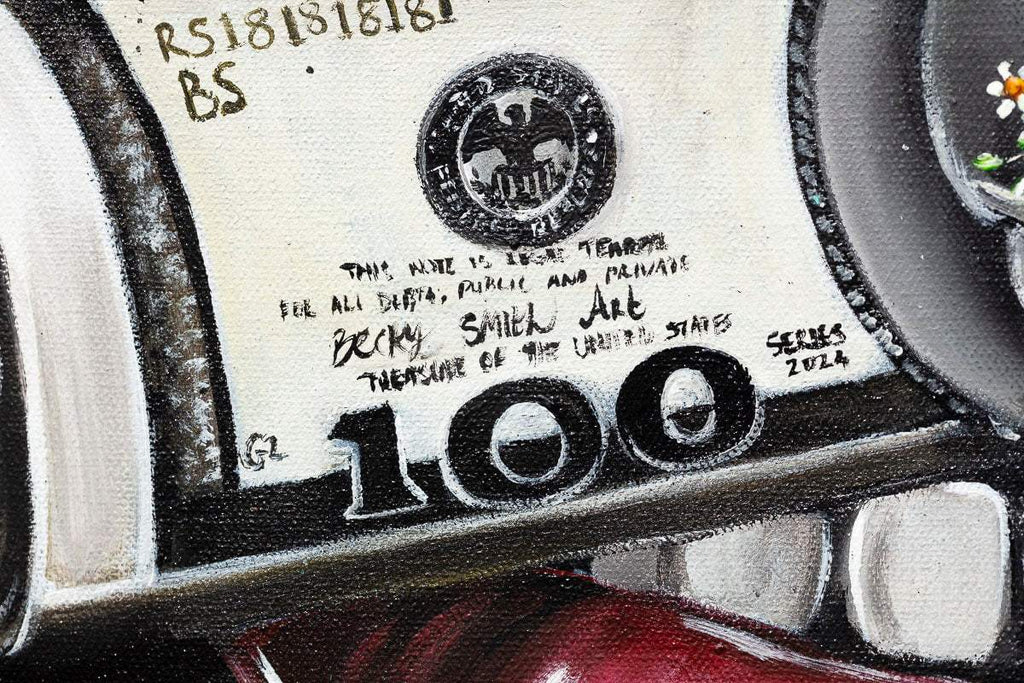 RS18181818
BS
THIS NOTE IS LEGAL TENDER
FOR ALL DEBTS, PUBLIC AND PRIVATE
Becky SMITH Art
TREASURE OF THE UNITED STATES
SERIES
2024
100